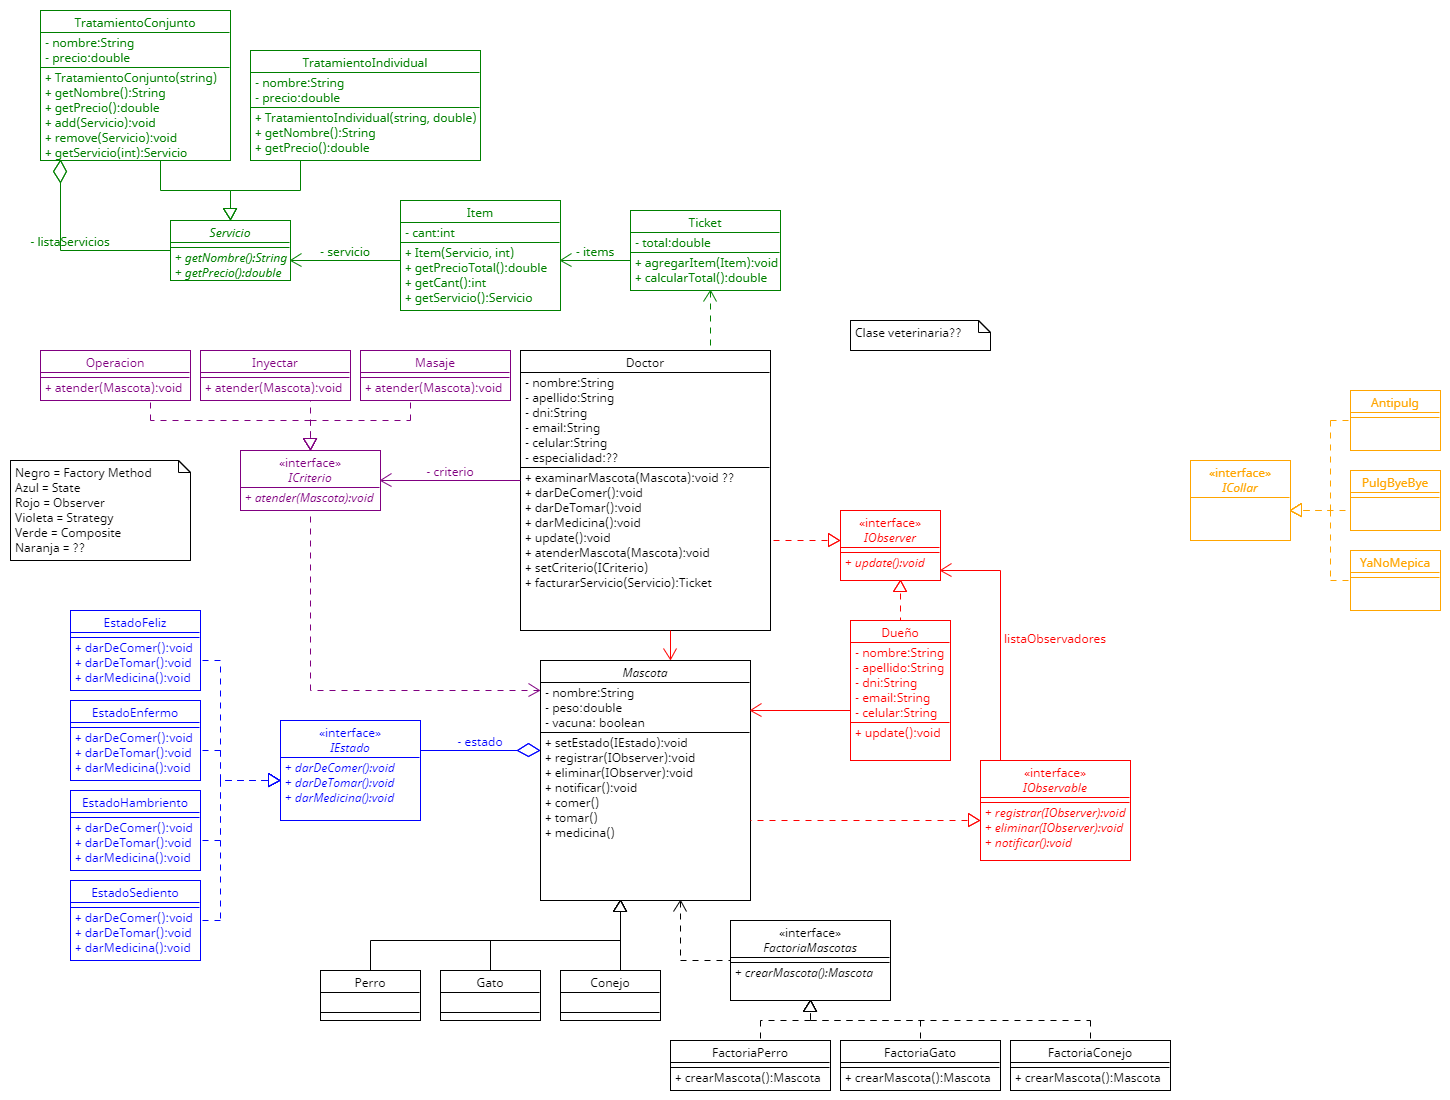 TratamientoConjunto
- nombre:String
- precio:double
+ TratamientoConjunto(string)
+ getNombre():String
+ getPrecio():double
+ add(Servicio):void
+ remove(Servicio):void
+ getServicio(int):Servicio
TratamientoIndividual
- nombre:String
- precio:double
+ TratamientoIndividual(string, double)
+ getNombre():String
+ getPrecio():double
- listaServicios
Servicio
+ getNombre():String
+ getPrecio():double
- servicio
Item
- cant:int
+ Item(Servicio, int)
+ getPrecioTotal():double
+ getCant():int
+ getServicio():Servicio
- items
Ticket
- total:double
+ agregarItem(Item):void
+ calcularTotal():double
Clase veterinaria??
Operacion
+ atender(Mascota):void
Inyectar
+ atender(Mascota):void
Masaje
+ atender(Mascota):void
Doctor
- nombre:String
- apellido:String
- dni:String
- email:String
- celular:String
- especialidad:??
+ examinarMascota(Mascota):void ??
+ darDeComer():void
+ darDeTomar():void
+ darMedicina():void
+ update():void
+ atenderMascota(Mascota):void
+ setCriterio(ICriterio)
+ facturarServicio(Servicio):Ticket
Negro = Factory Method
Azul = State
Rojo = Observer
Violeta = Strategy
Verde = Composite
Naranja = ??
«interface»
ICriterio
+ atender(Mascota):void
- criterio
«interface»
IObserver
+ update():void
«interface»
ICollar
Antipulg
PulgByeBye
YaNoMepica
EstadoFeliz
+ darDeComer():void
+ darDeTomar():void
+ darMedicina():void
EstadoEnfermo
+ darDeComer():void
+ darDeTomar():void
+ darMedicina():void
EstadoHambriento
+ darDeComer():void
+ darDeTomar():void
+ darMedicina():void
EstadoSediento
+ darDeComer():void
+ darDeTomar():void
+ darMedicina():void
«interface»
IEstado
+ darDeComer():void
+ darDeTomar():void
+ darMedicina():void
- estado
Mascota
- nombre:String
- peso:double
- vacuna: boolean
+ setEstado(IEstado):void
+ registrar(IObserver):void
+ eliminar(IObserver):void
+ notificar():void
+ comer()
+ tomar()
+ medicina()
Dueño
- nombre:String
- apellido:String
- dni:String
- email:String
- celular:String
+ update():void
listaObservadores
«interface»
IObservable
+ registrar(IObserver):void
+ eliminar(IObserver):void
+ notificar():void
Perro
Gato
Conejo
«interface»
FactoriaMascotas
+ crearMascota():Mascota
FactoriaPerro
+ crearMascota():Mascota
FactoriaGato
+ crearMascota():Mascota
FactoriaConejo
+ crearMascota():Mascota